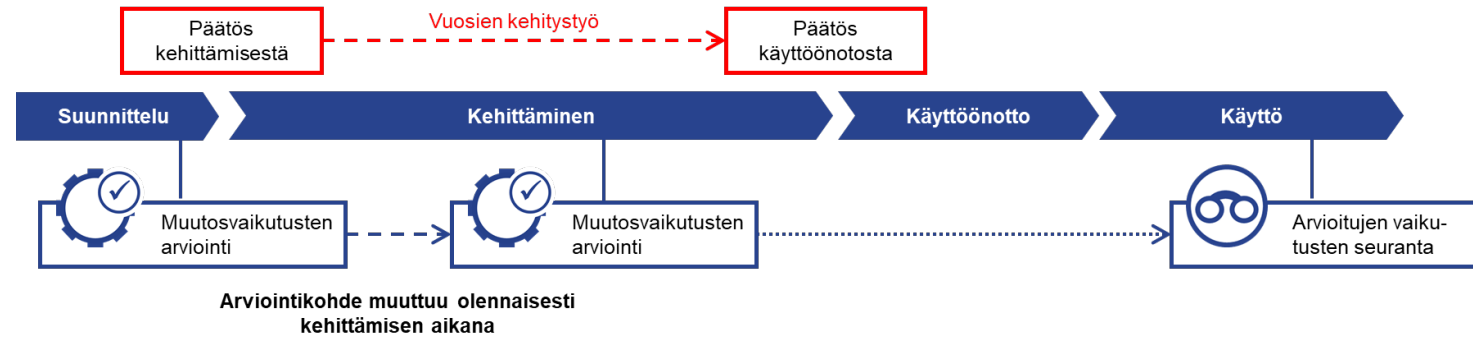 Päätös
kehittämisestä
Vuosien kehitystyö
Päätös
käyttöönotosta
Suunnittelu
Kehittäminen
Käyttöönotto
Käyttö
Muutosvaikutusten
arviointi
Muutosvaikutusten
arviointi
Arvioitujen vaiku-
tusten seuranta
Arviointikohde muuttuu olennaisesti
kehittämisen aikana